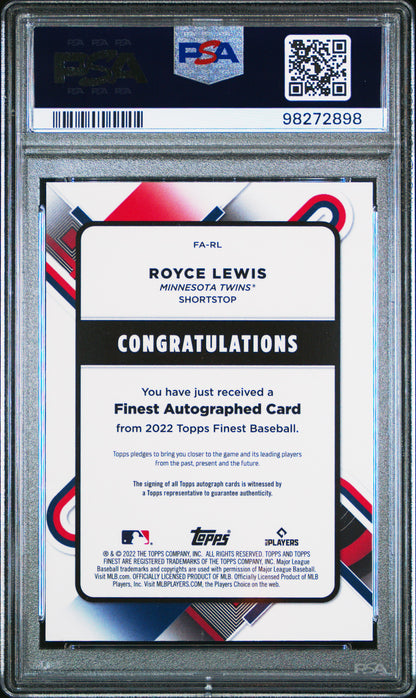 PSA
PSA
98272898
FA-RL
ROYCE LEWIS
MINNESOTA TWINS®
SHORTSTOP
CONGRATULATIONS
You have just received a
Finest Autographed Card
from 2022 Topps Finest Baseball.
Topps pledges to bring you closer to the game and its leading players
from the past, present and the future.
The signing of all Topps autograph cards is witnessed by
a Topps representative to guarantee authenticity.
topps
MLB PLAYERS
® & © 2022 THE TOPPS COMPANY, INC. ALL RIGHTS RESERVED. TOPPS AND TOPPS
FINEST ARE REGISTERED TRADEMARKS OF THE TOPPS COMPANY, INC. Major League
Baseball trademarks and copyrights are used with permission of Major League Baseball.
Visit MLB.com. OFFICIALLY LICENSED PRODUCT OF MLB. Officially Licensed Product of MLB
Players, Inc. Visit MLBPLAYERS.COM, the Players Choice on the web.
PSA